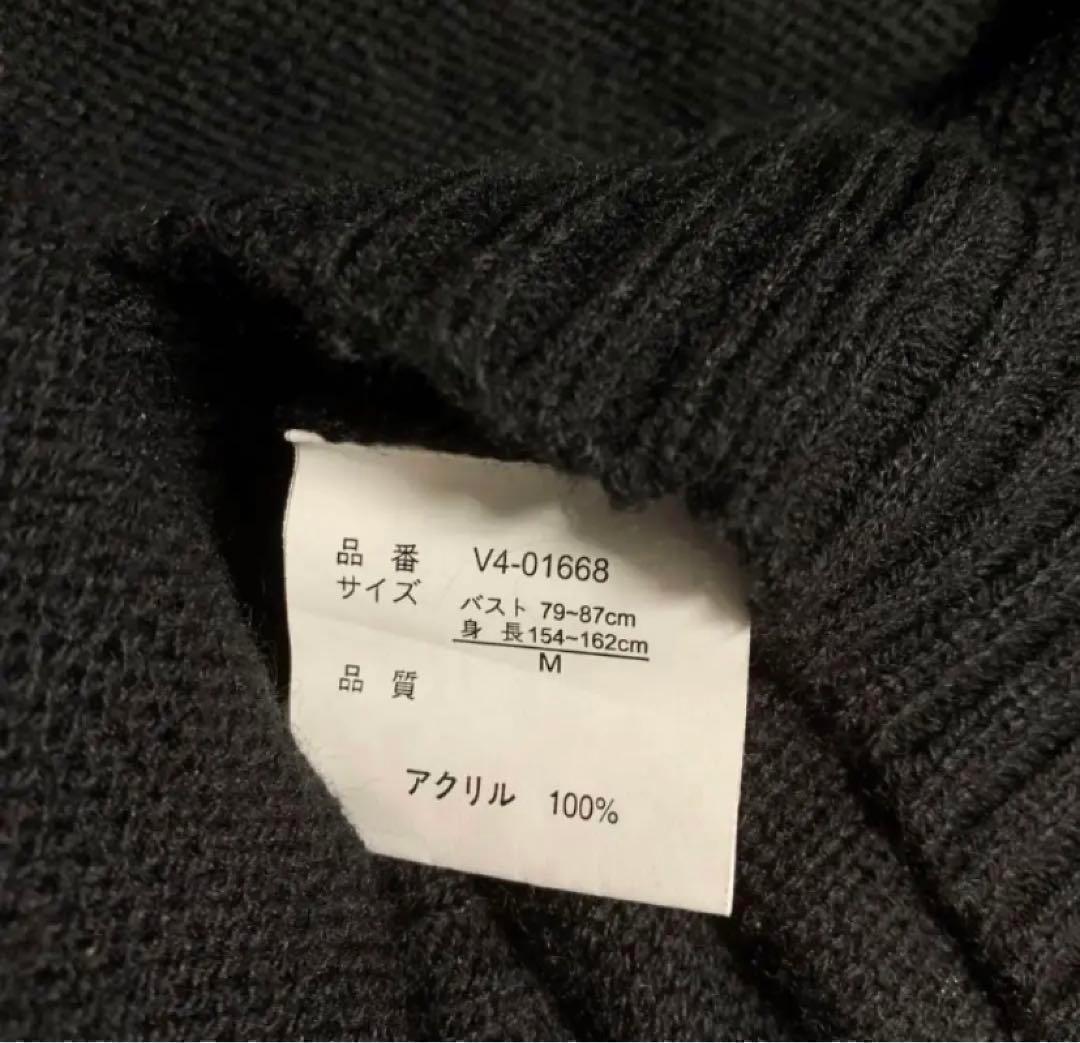 品 番 V4-01668
サイズ バスト 79~87cm
身 長 154~162cm
M
品 質
アクリル 100%